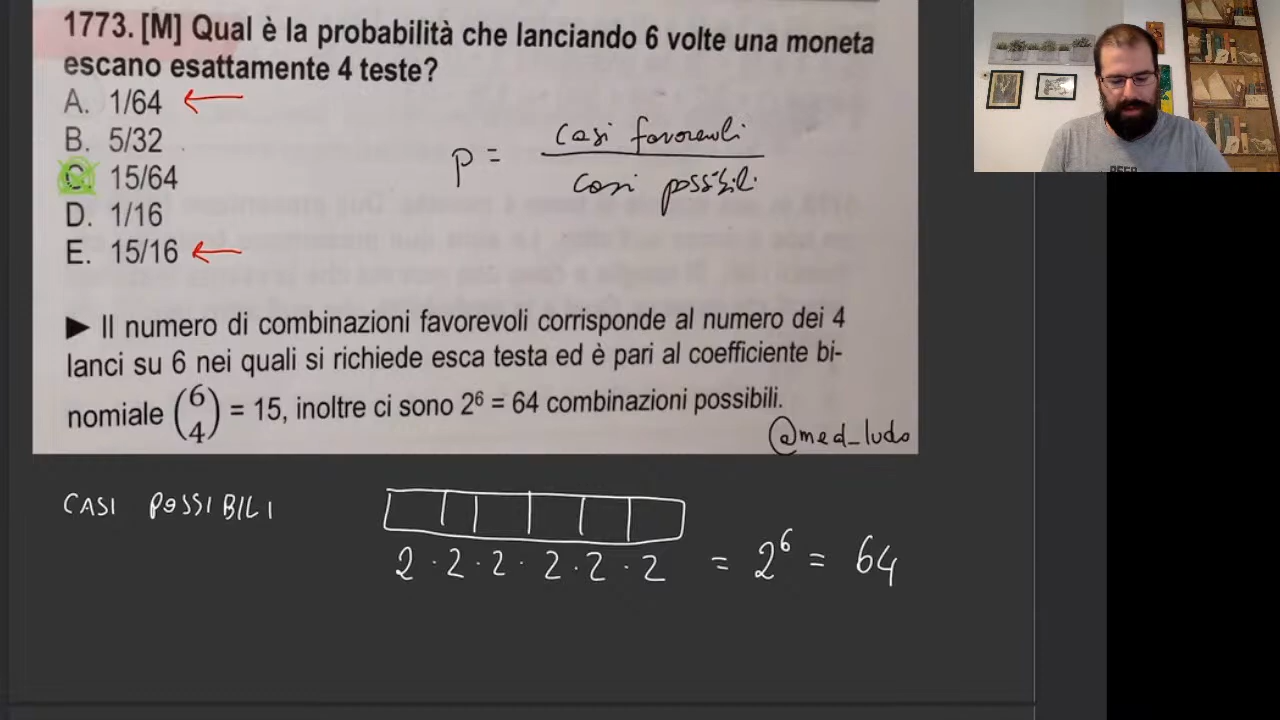 1773. [M] Qual è la probabilità che lanciando 6 volte una moneta
escano esattamente 4 teste?
A. 1/64
B. 5/32
C. 15/64
D. 1/16
E. 15/16
p = casi favorevoli / casi possibili
► Il numero di combinazioni favorevoli corrisponde al numero dei 4
lanci su 6 nei quali si richiede esca testa ed è pari al coefficiente bi-
nomiale (6 4) = 15, inoltre ci sono 2⁶ = 64 combinazioni possibili.
@med_ludo
CASI POSSIBILI
2 · 2 · 2 · 2 · 2 · 2 = 2⁶ = 64